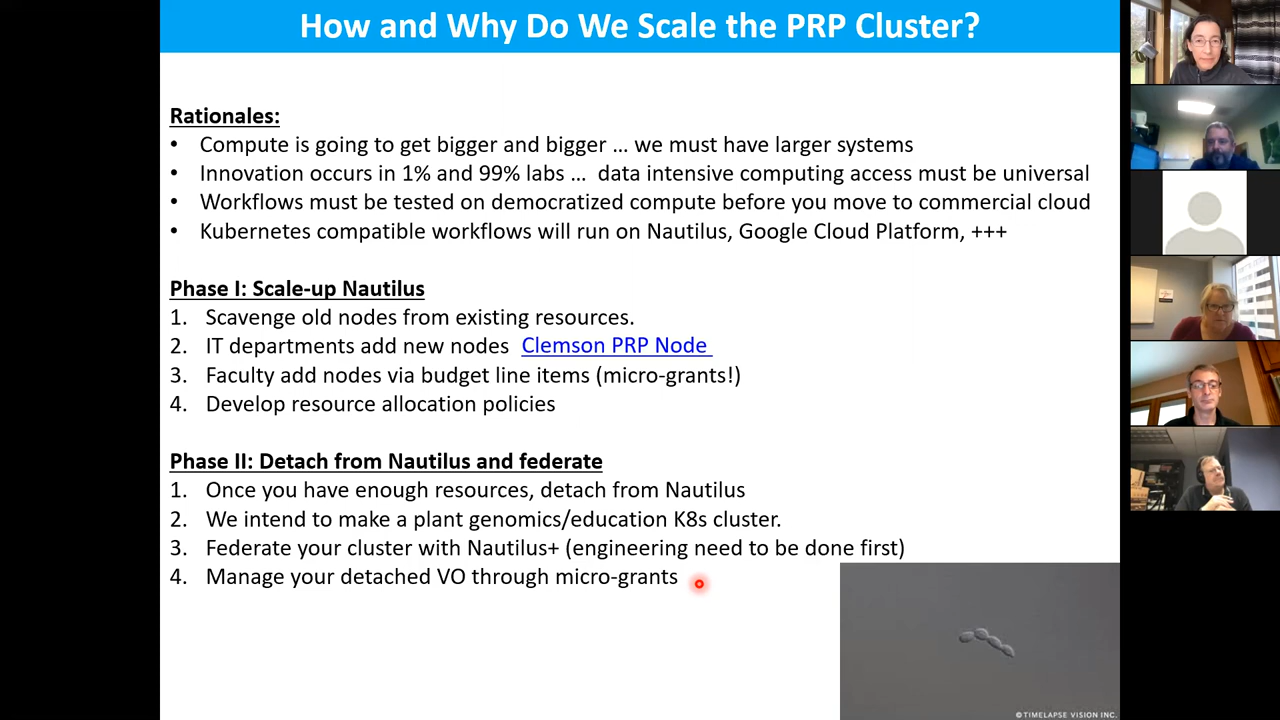 How and Why Do We Scale the PRP Cluster?
Rationales:
• Compute is going to get bigger and bigger … we must have larger systems
• Innovation occurs in 1% and 99% labs … data intensive computing access must be universal
• Workflows must be tested on democratized compute before you move to commercial cloud
• Kubernetes compatible workflows will run on Nautilus, Google Cloud Platform, +++
Phase I: Scale-up Nautilus
1. Scavenge old nodes from existing resources.
2. IT departments add new nodes Clemson PRP Node
3. Faculty add nodes via budget line items (micro-grants!)
4. Develop resource allocation policies
Phase II: Detach from Nautilus and federate
1. Once you have enough resources, detach from Nautilus
2. We intend to make a plant genomics/education K8s cluster.
3. Federate your cluster with Nautilus+ (engineering need to be done first)
4. Manage your detached VO through micro-grants
©TIMELAPSE VISION INC.